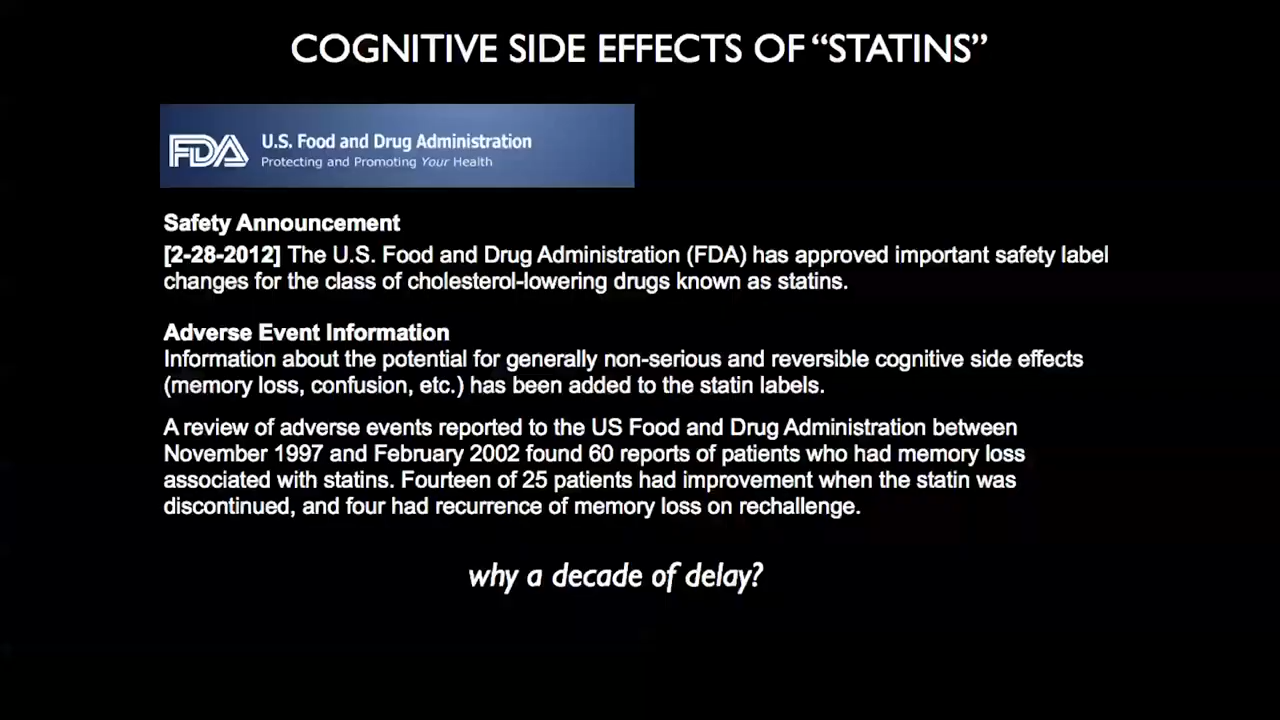 COGNITIVE SIDE EFFECTS OF “STATINS”
FDA U.S. Food and Drug Administration
Protecting and Promoting Your Health
Safety Announcement
[2-28-2012] The U.S. Food and Drug Administration (FDA) has approved important safety label
changes for the class of cholesterol-lowering drugs known as statins.
Adverse Event Information
Information about the potential for generally non-serious and reversible cognitive side effects
(memory loss, confusion, etc.) has been added to the statin labels.
A review of adverse events reported to the US Food and Drug Administration between
November 1997 and February 2002 found 60 reports of patients who had memory loss
associated with statins. Fourteen of 25 patients had improvement when the statin was
discontinued, and four had recurrence of memory loss on rechallenge.
why a decade of delay?